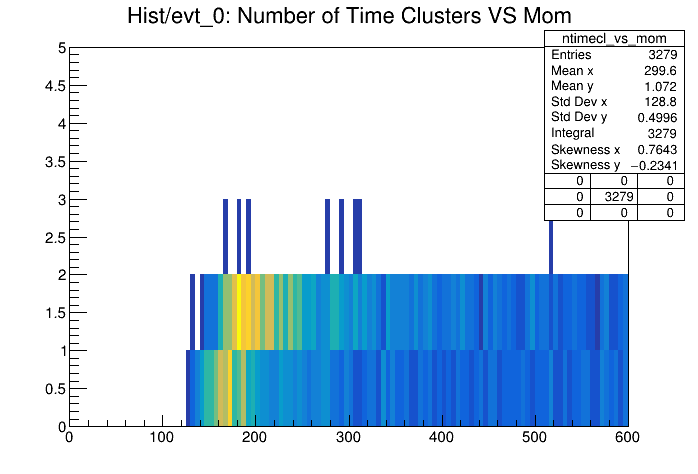 Hist/evt_0: Number of Time Clusters VS Mom
ntimecl_vs_mom
Entries 3279
Mean x 299.6
Mean y 1.072
Std Dev x 128.8
Std Dev y 0.4996
Integral 3279
Skewness x 0.7643
Skewness y −0.2341
0 0 0
0 3279 0
0 0 0
5
4.5
4
3.5
3
2.5
2
1.5
1
0.5
0
0 100 200 300 400 500 600